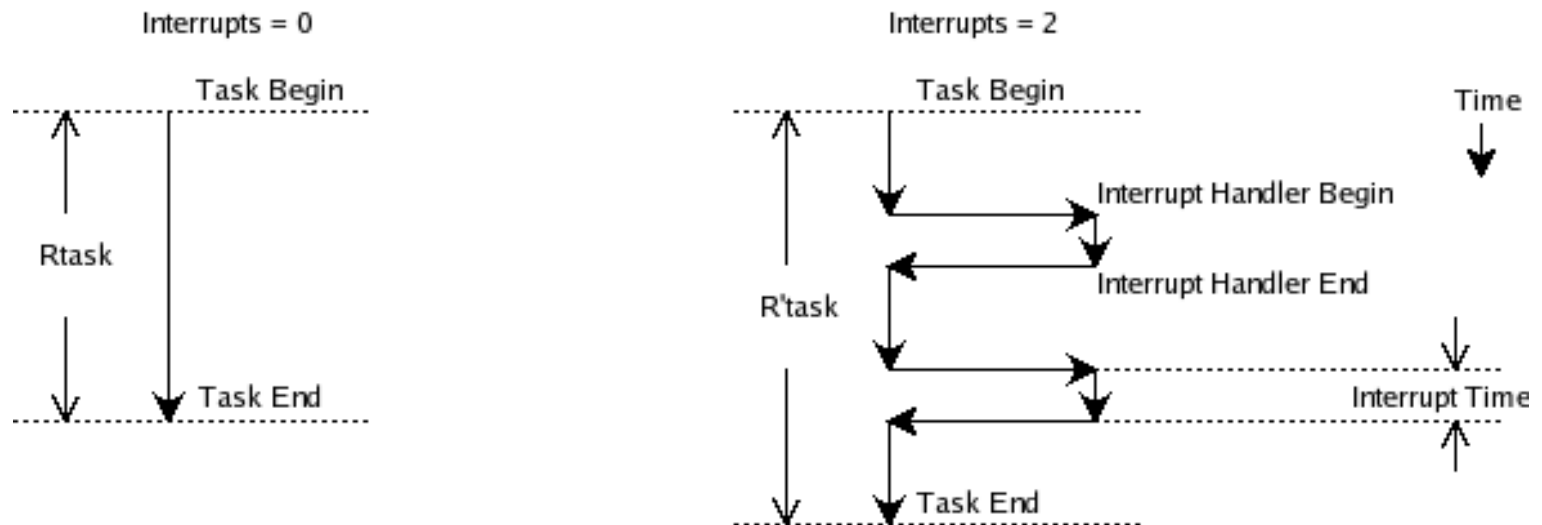 Interrupts = 0
Task Begin
Rtask
Task End
Interrupts = 2
Task Begin
Time
Interrupt Handler Begin
Interrupt Handler End
R'task
Interrupt Time
Task End